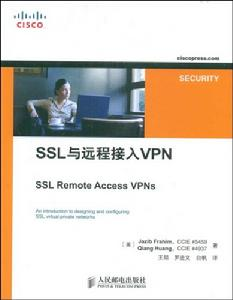 CISCO
ciscopress.com
SECURITY
SSL与远程接入VPN
SSL Remote Access VPNs
An introduction to designing and configuring
SSL virtual private networks
[美] Jazib Frahim, CCIE #5459
Qiang Huang, CCIE #4937 著
王喆 罗进文 白帆 译
人民邮电出版社
POSTS & TELECOM PRESS